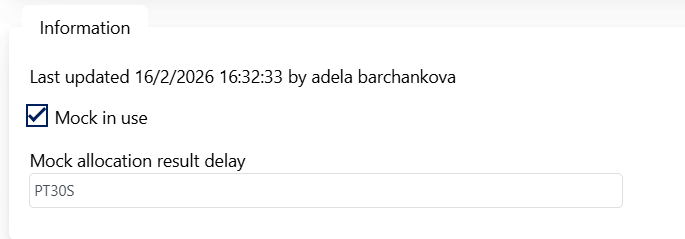 Information
Last updated 16/2/2026 16:32:33 by adela barchankova
Mock in use
Mock allocation result delay
PT30S